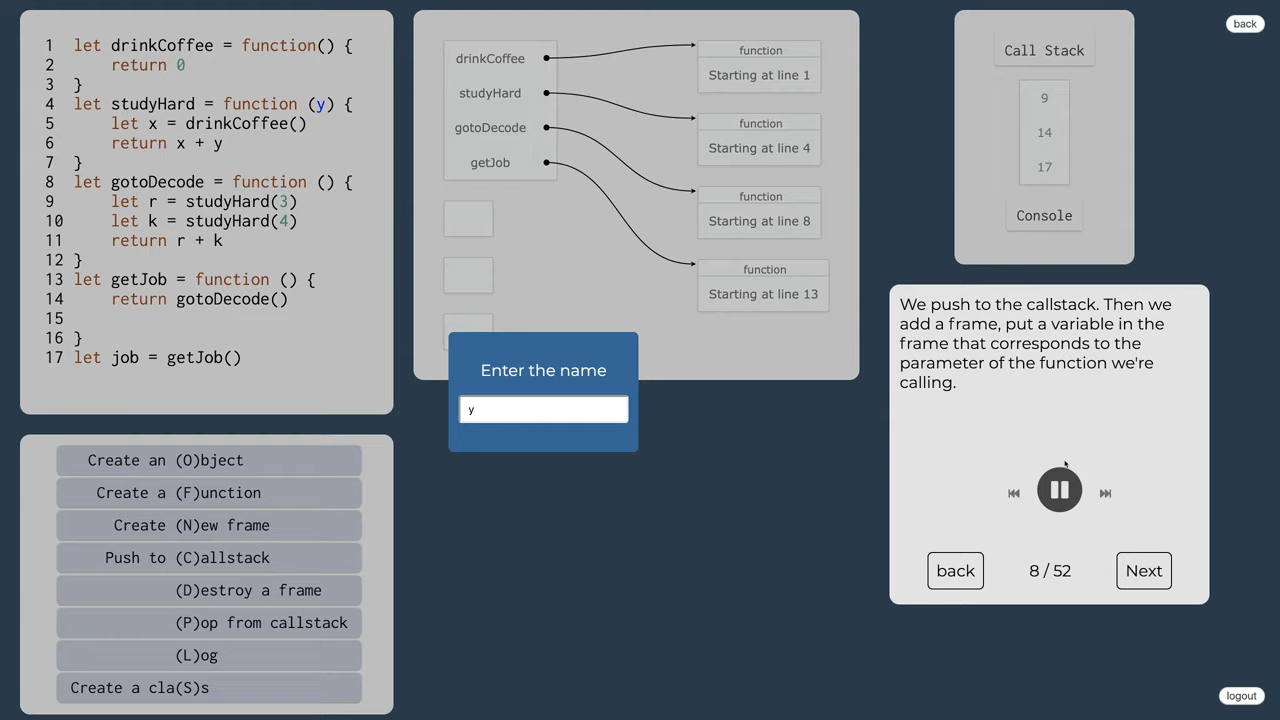 1 let drinkCoffee = function() {
2 return 0
3 }
4 let studyHard = function (y) {
5 let x = drinkCoffee()
6 return x + y
7 }
8 let gotoDecode = function () {
9 let r = studyHard(3)
10 let k = studyHard(4)
11 return r + k
12 }
13 let getJob = function () {
14 return gotoDecode()
15
16 }
17 let job = getJob()
Create an (O)bject
Create a (F)unction
Create (N)ew frame
Push to (C)allstack
(D)estroy a frame
(P)op from callstack
(L)og
Create a cla(S)s
drinkCoffee
studyHard
gotoDecode
getJob
function
Starting at line 1
function
Starting at line 4
function
Starting at line 8
function
Starting at line 13
Enter the name
y
Call Stack
9
14
17
Console
back
We push to the callstack. Then we
add a frame, put a variable in the
frame that corresponds to the
parameter of the function we're
calling.
back
8 / 52
Next
logout